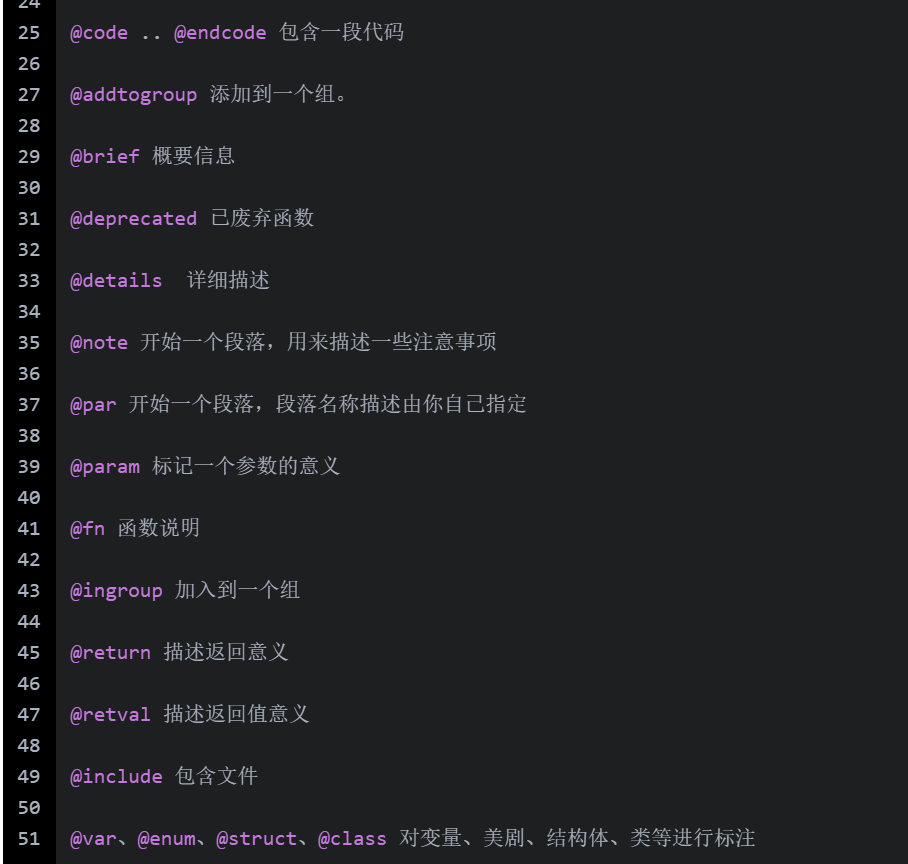 24
25 @code .. @endcode 包含一段代码
26
27 @addtogroup 添加到一个组。
28
29 @brief 概要信息
30
31 @deprecated 已废弃函数
32
33 @details 详细描述
34
35 @note 开始一个段落，用来描述一些注意事项
36
37 @par 开始一个段落，段落名称描述由你自己指定
38
39 @param 标记一个参数的意义
40
41 @fn 函数说明
42
43 @ingroup 加入到一个组
44
45 @return 描述返回意义
46
47 @retval 描述返回值意义
48
49 @include 包含文件
50
51 @var、@enum、@struct、@class 对变量、美剧、结构体、类等进行标注